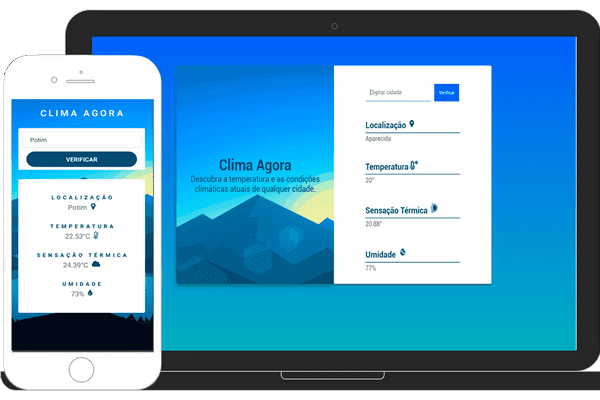 CLIMA AGORA
Potim
VERIFICAR
LOCALIZAÇÃO
Potim
TEMPERATURA
22.53°C
SENSAÇÃO TÉRMICA
24.39°C
UMIDADE
73%
Clima Agora
Descubra a temperatura e as condições
climáticas atuais de qualquer cidade.
Digitar cidade
Verificar
Localização
Aparecida
Temperatura
20°
Sensação Térmica
20.88°
Umidade
77%